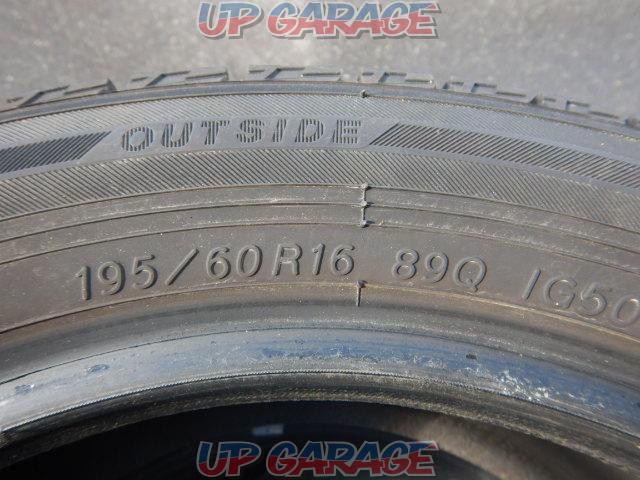 UP GARAGE
OUTSIDE
195/60R16 89Q IG50
UP GARAGE